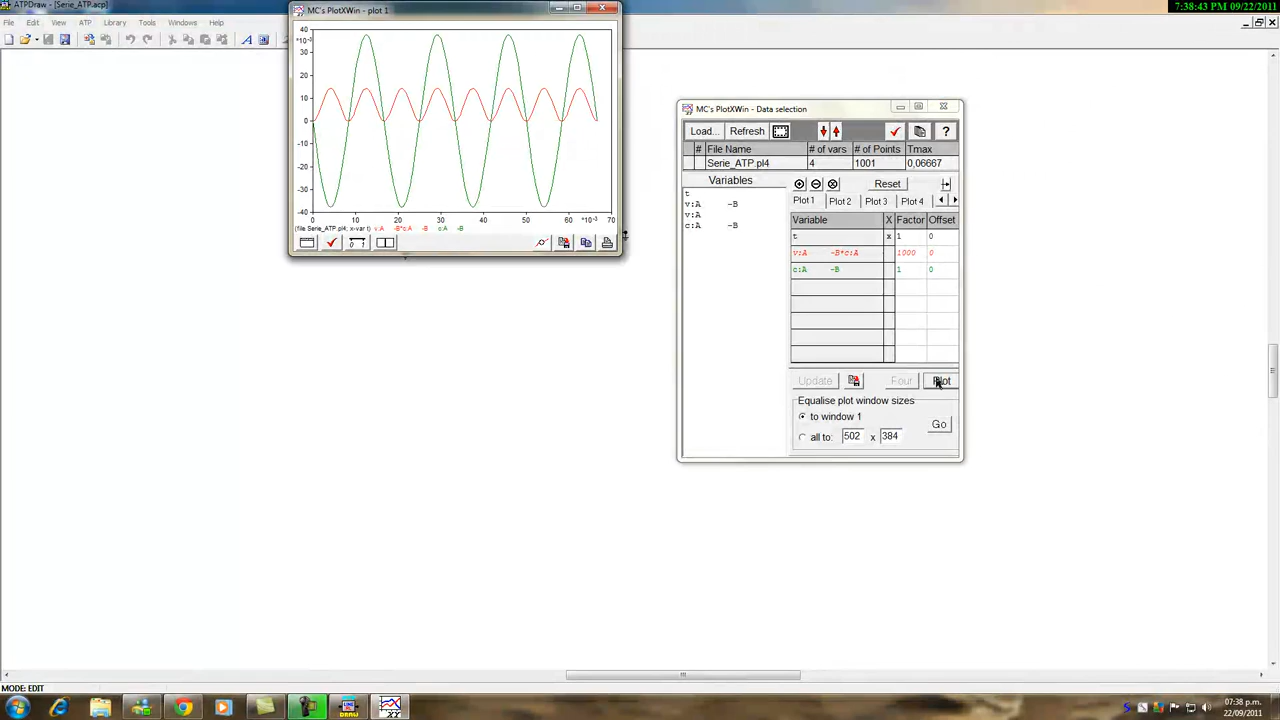 ATPDraw - [Serie_ATP.acp]
7:38:43 PM 09/22/2011
File Edit View ATP Library Tools Windows Help
MC's PlotXWin - plot 1
40
*10-3
30
20
10
0
-10
-20
-30
-40
0 10 20 30 40 50 60 *10-3 70
(file Serie_ATP.pl4; x-var t) v:A -B*c:A -B c:A -B
MC's PlotXWin - Data selection
Load... Refresh ?
# File Name # of vars # of Points Tmax
Serie_ATP.pl4 4 1001 0,06667
Variables
Reset
t
v:A -B
v:A
c:A -B
Plot 1 Plot 2 Plot 3 Plot 4
Variable X Factor Offset
t x 1 0
v:A -B*c:A 1000 0
c:A -B 1 0
Update Four Plot
Equalise plot window sizes
to window 1
Go
all to: 502 x 384
MODE: EDIT
LINE DRAW
XY
07:38 p.m.
22/09/2011